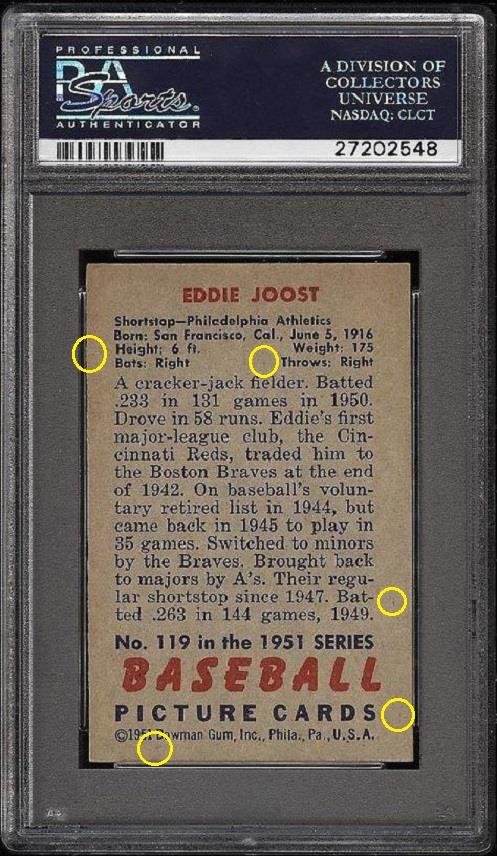 PROFESSIONAL
PSA
Sports
AUTHENTICATOR
A DIVISION OF
COLLECTORS
UNIVERSE
NASDAQ: CLCT
27202548
EDDIE JOOST
Shortstop—Philadelphia Athletics
Born: San Francisco, Cal., June 5, 1916
Height: 6 ft. Weight: 175
Bats: Right Throws: Right
A cracker-jack fielder. Batted
.233 in 131 games in 1950.
Drove in 58 runs. Eddie's first
major-league club, the Cin-
cinnati Reds, traded him to
the Boston Braves at the end
of 1942. On baseball's volun-
tary retired list in 1944, but
came back in 1945 to play in
35 games. Switched to minors
by the Braves. Brought back
to majors by A's. Their regu-
lar shortstop since 1947. Bat-
ted .263 in 144 games, 1949.
No. 119 in the 1951 SERIES
BASEBALL
PICTURE CARDS
©1951 Bowman Gum, Inc., Phila., Pa., U.S.A.